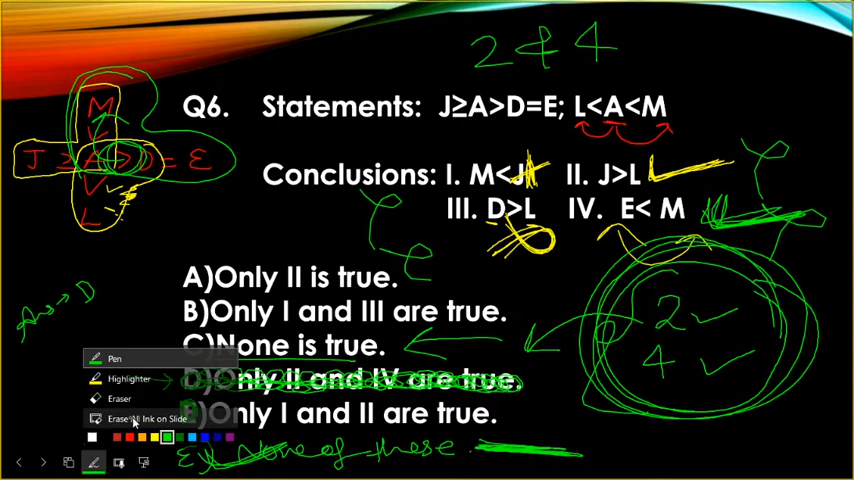 2 & 4
Q6. Statements: J≥A>D=E; L<A<M
Conclusions: I. M<J II. J>L
III. D>L IV. E< M
M
V
J ≥ A > D = E
V
L
A)Only II is true.
B)Only I and III are true.
C)None is true.
D)Only II and IV are true.
E)Only I and II are true.
E) None of these
Ans → D
2 ✓
4 ✓
Pen
Highlighter
Eraser
Erase All Ink on Slide